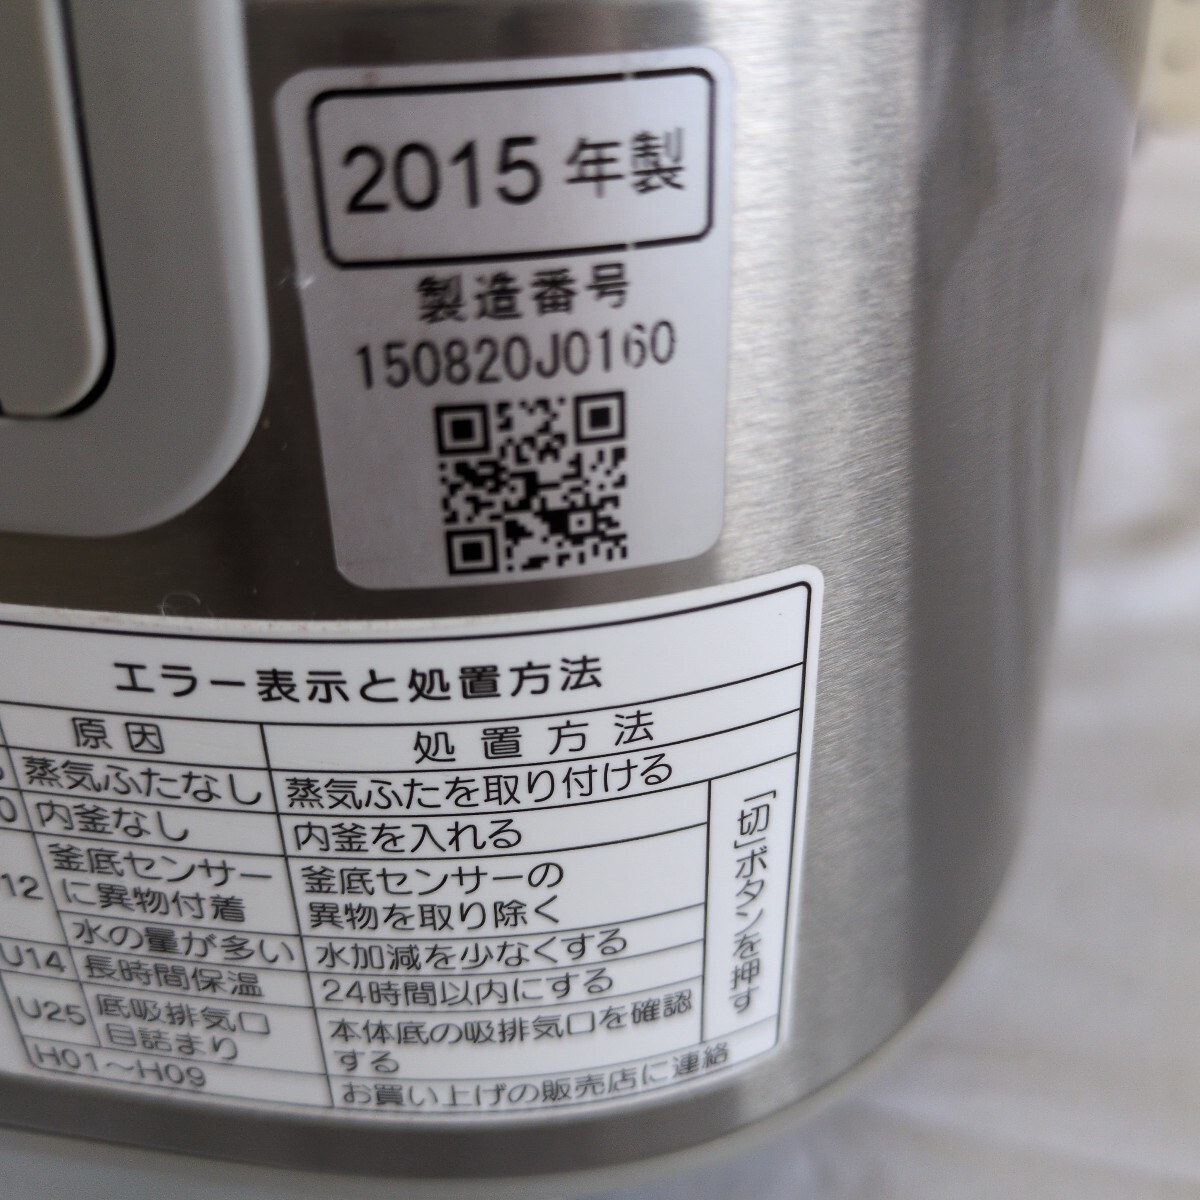 2015 年製
製造番号
150820J0160
エラー表示と処置方法
原因 処置方法
蒸気ふたなし 蒸気ふたを取り付ける
0 内釜なし 内釜を入れる
12 釜底センサーに異物付着 釜底センサーの異物を取り除く
水の量が多い 水加減を少なくする
U14 長時間保温 24時間以内にする
U25 底吸排気口目詰まり 本体底の吸排気口を確認する
「切」ボタンを押す
H01～H09 お買い上げの販売店に連絡